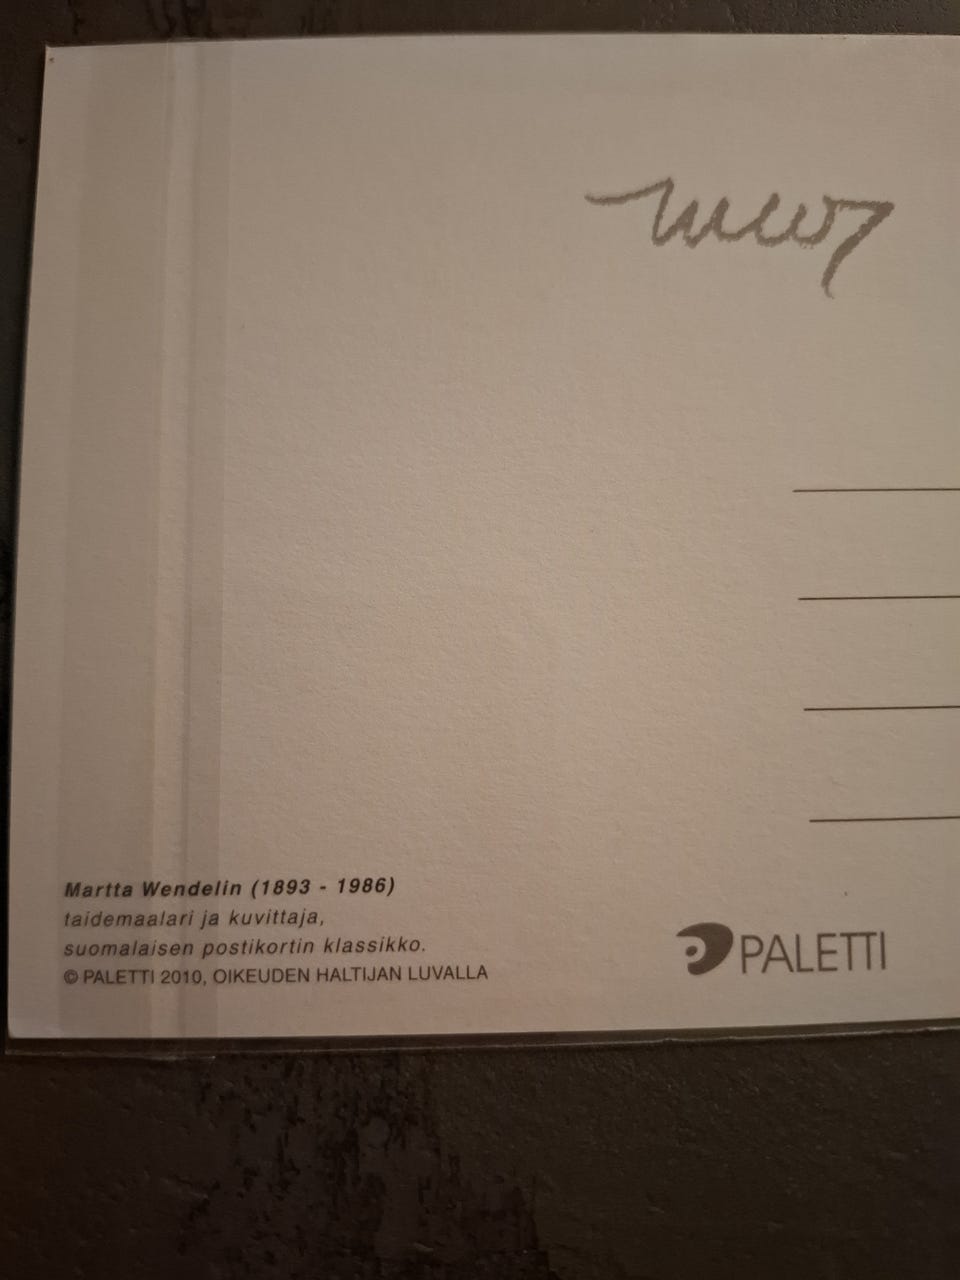 Martta Wendelin (1893 - 1986)
taidemaalari ja kuvittaja,
suomalaisen postikortin klassikko.
© PALETTI 2010, OIKEUDEN HALTIJAN LUVALLA
PALETTI